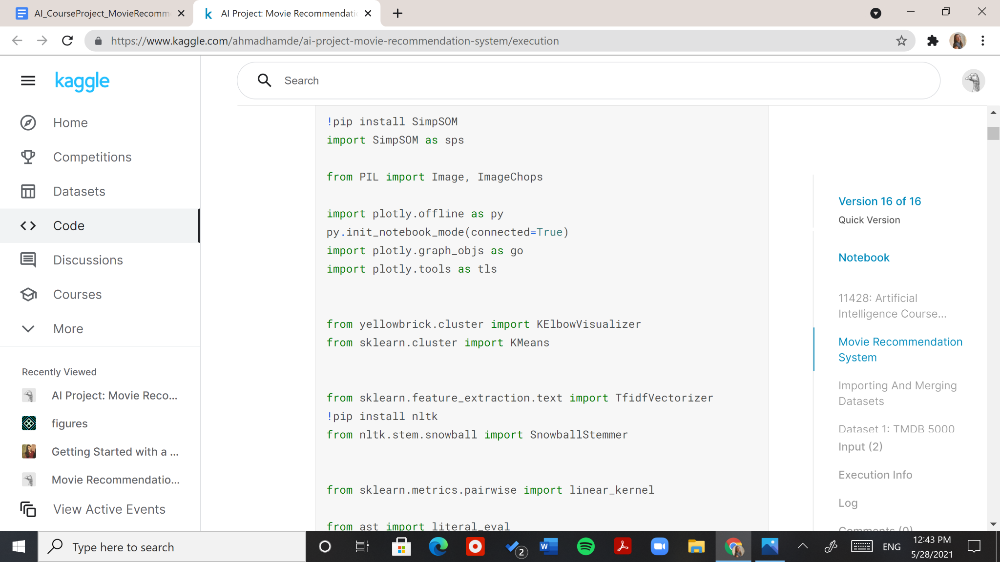 AI_CourseProject_MovieRecomm
AI Project: Movie Recommendati
https://www.kaggle.com/ahmadhamde/ai-project-movie-recommendation-system/execution
kaggle
Search
Home
Competitions
Datasets
Code
Discussions
Courses
More
Recently Viewed
AI Project: Movie Reco...
figures
Getting Started with a ...
Movie Recommendatio...
View Active Events
!pip install SimpSOM
import SimpSOM as sps
from PIL import Image, ImageChops
import plotly.offline as py
py.init_notebook_mode(connected=True)
import plotly.graph_objs as go
import plotly.tools as tls
from yellowbrick.cluster import KElbowVisualizer
from sklearn.cluster import KMeans
from sklearn.feature_extraction.text import TfidfVectorizer
!pip install nltk
from nltk.stem.snowball import SnowballStemmer
from sklearn.metrics.pairwise import linear_kernel
from ast import literal_eval
Version 16 of 16
Quick Version
Notebook
11428: Artificial
Intelligence Course...
Movie Recommendation
System
Importing And Merging
Datasets
Dataset 1: TMDB 5000
Input (2)
Execution Info
Log
Comments (0)
Type here to search
2
ENG
12:43 PM
5/28/2021